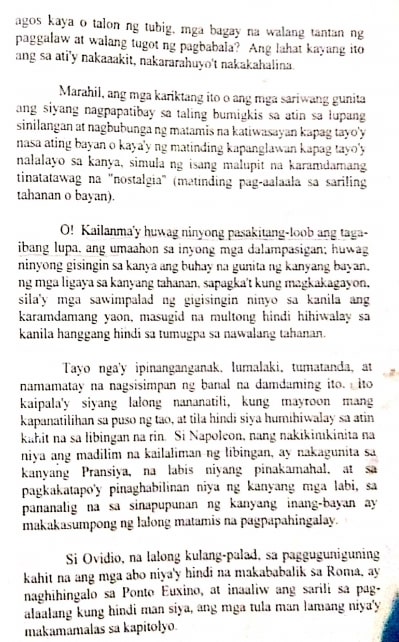 agos kaya o talon ng tubig, mga bagay na walang tantan ng
paggalaw at walang tugot ng pagbabala? Ang lahat kayang ito
ang sa ati'y nakaaakit, nakararahuyo't nakakahalina.
Marahil, ang mga kariktang ito o ang mga sariwang gunita
ang siyang nagpapatibay sa taling bumigkis sa atin sa lupang
sinilangan at nagbubunga ng matamis na katiwasayan kapag tayo'y
nasa ating bayan o kaya'y ng matinding kapanglawan kapag tayo'y
nalalayo sa kanya, simula ng isang malupit na karamdamang
tinatatawag na "nostalgia" (matinding pag-aalaala sa sariling
tahanan o bayan).
O! Kailanma'y huwag ninyong pasakitang-loob ang taga-
ibang lupa, ang umaahon sa inyong mga dalampasigan; huwag
ninyong gisingin sa kanya ang buhay na gunita ng kanyang bayan,
ng mga ligaya sa kanyang tahanan, sapagka't kung magkakagayon,
sila'y mga sawimpalad ng gigisingin ninyo sa kanila ang
karamdamang yaon, masugid na multong hindi hihiwalay sa
kanila hanggang hindi sa tumugpa sa nawalang tahanan.
Tayo nga'y ipinanganganak, lumalaki, tumatanda, at
namamatay na nagsisimpan ng banal na damdaming ito. Ito
kaipala'y siyang lalong nananatili, kung mayroon mang
kapanatilihan sa puso ng tao, at tila hindi siya humihiwalay sa atin
kahit na sa libingan na rin. Si Napoleon, nang nakikinikinita na
niya ang madilim na kailaliman ng libingan, ay nakagunita sa
kanyang Pransiya, na labis niyang pinakamahal, at sa
pagkakatapo'y pinaghabilinan niya ng kanyang mga labi, sa
pananalig na sa sinapupunan ng kanyang inang-bayan ay
makakasumpong ng lalong matamis na pagpapahingalay.
Si Ovidio, na lalong kulang-palad, sa paggugunigunig
kahit na ang mga abo niya'y hindi na makababalik sa Roma, ay
naghihingalo sa Ponto Euxino, at inaaliw ang sarili sa pag-
alaalang kung hindi man siya, ang mga tula man lamang niya'y
makamamalas sa kapitolyo.